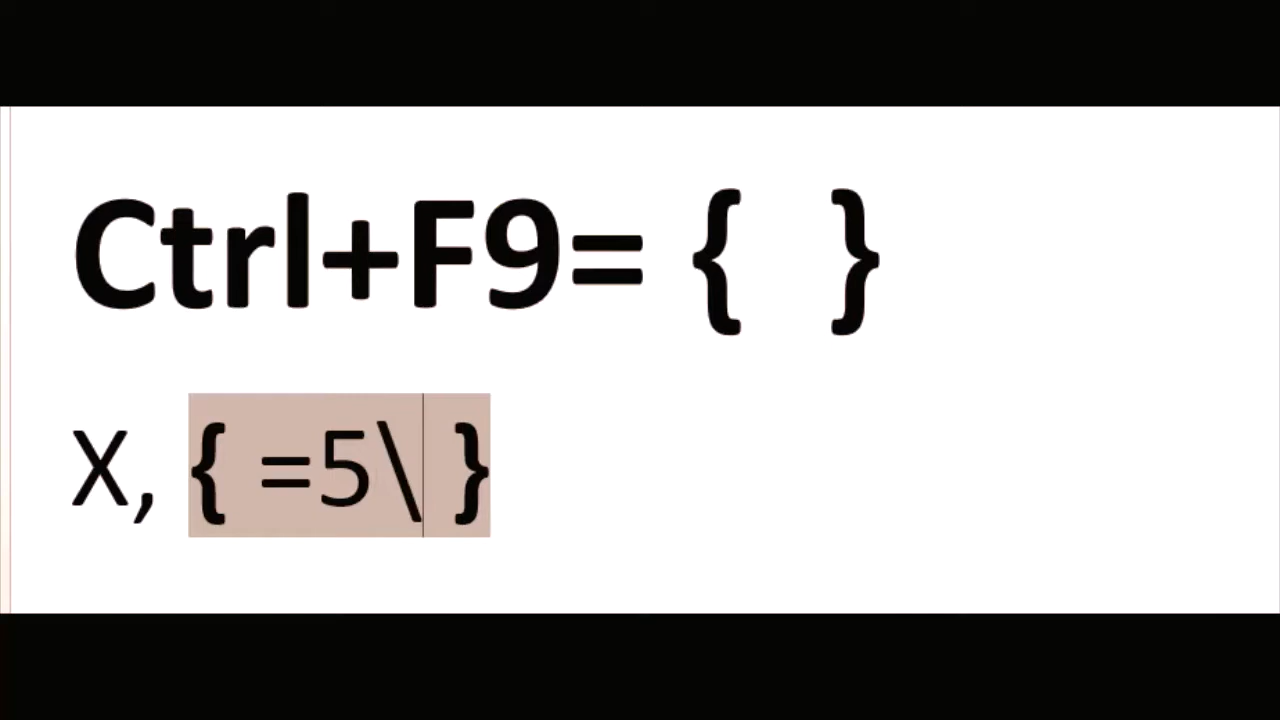 Ctrl+F9= {  }
X, { =5\ }